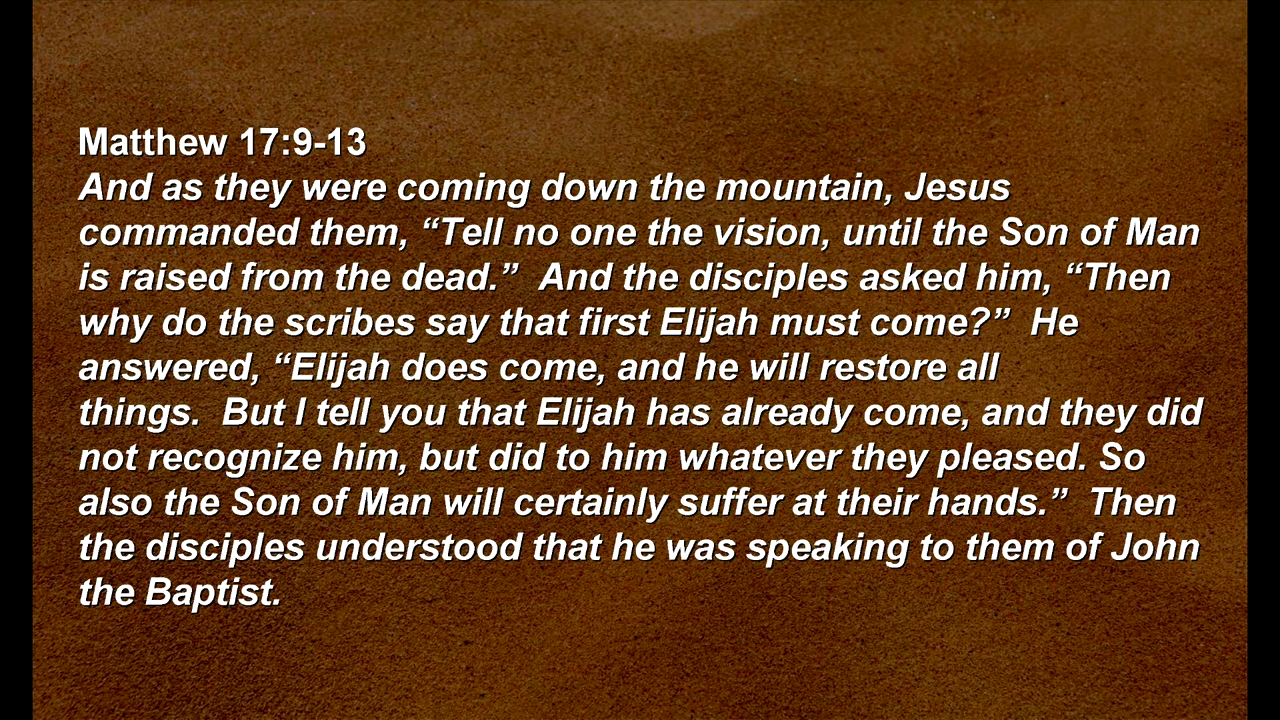 Matthew 17:9-13
And as they were coming down the mountain, Jesus
commanded them, “Tell no one the vision, until the Son of Man
is raised from the dead.”  And the disciples asked him, “Then
why do the scribes say that first Elijah must come?”  He
answered, “Elijah does come, and he will restore all
things.  But I tell you that Elijah has already come, and they did
not recognize him, but did to him whatever they pleased. So
also the Son of Man will certainly suffer at their hands.”  Then
the disciples understood that he was speaking to them of John
the Baptist.